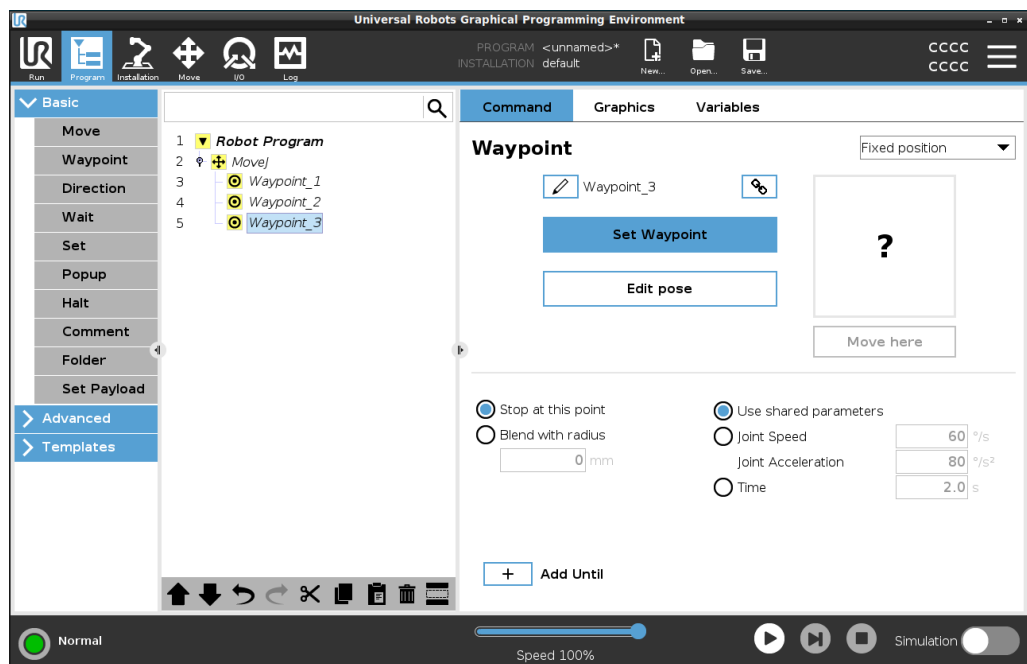 UR
Universal Robots Graphical Programming Environment
UR
Run
Program
Installation
Move
I/O
Log
PROGRAM <unnamed>*
INSTALLATION default
New...
Open...
Save...
CCCC
CCCC
Basic
Move
Waypoint
Direction
Wait
Set
Popup
Halt
Comment
Folder
Set Payload
Advanced
Templates
1 Robot Program
2 MoveJ
3 Waypoint_1
4 Waypoint_2
5 Waypoint_3
Command Graphics Variables
Waypoint
Fixed position
Waypoint_3
Set Waypoint
Edit pose
?
Move here
Stop at this point
Blend with radius
0 mm
Use shared parameters
Joint Speed 60 °/s
Joint Acceleration 80 °/s²
Time 2.0 s
+ Add Until
Normal
Speed 100%
Simulation